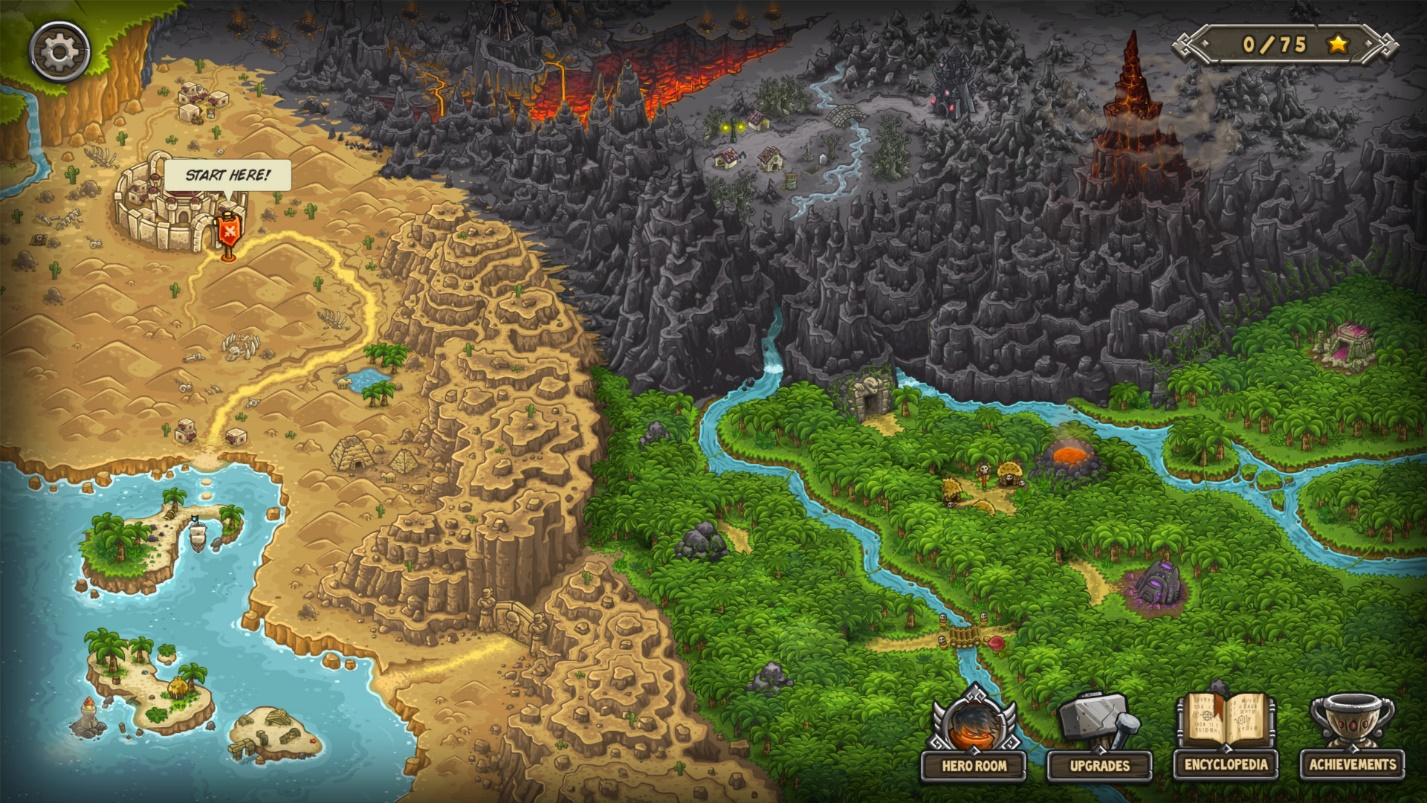 0/75
START HERE!
HERO ROOM
UPGRADES
ENCYCLOPEDIA
ACHIEVEMENTS